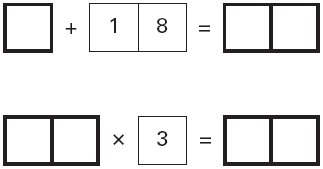 + 1 8 =
× 3 =